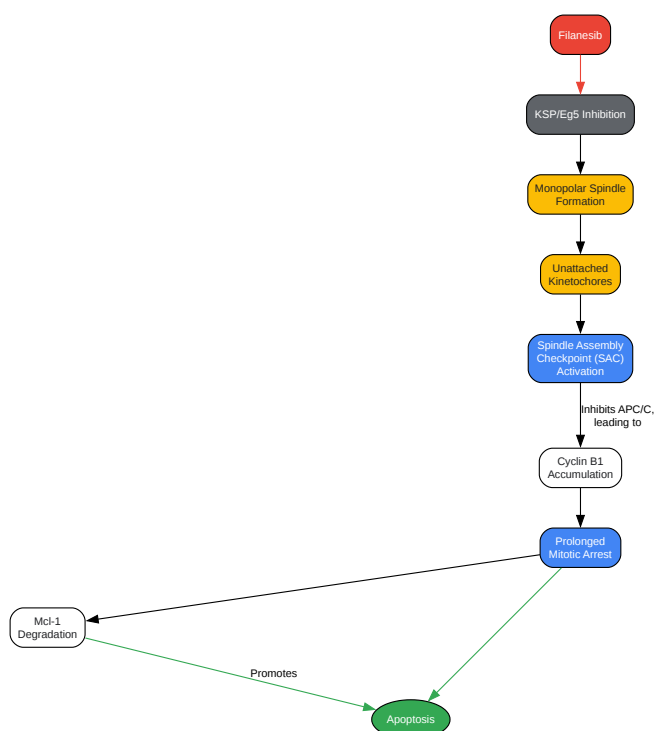 Filanesib
KSP/Eg5 Inhibition
Monopolar Spindle
Formation
Unattached
Kinetochores
Spindle Assembly
Checkpoint (SAC)
Activation
Inhibits APC/C,
leading to
Cyclin B1
Accumulation
Prolonged
Mitotic Arrest
Mcl-1
Degradation
Promotes
Apoptosis